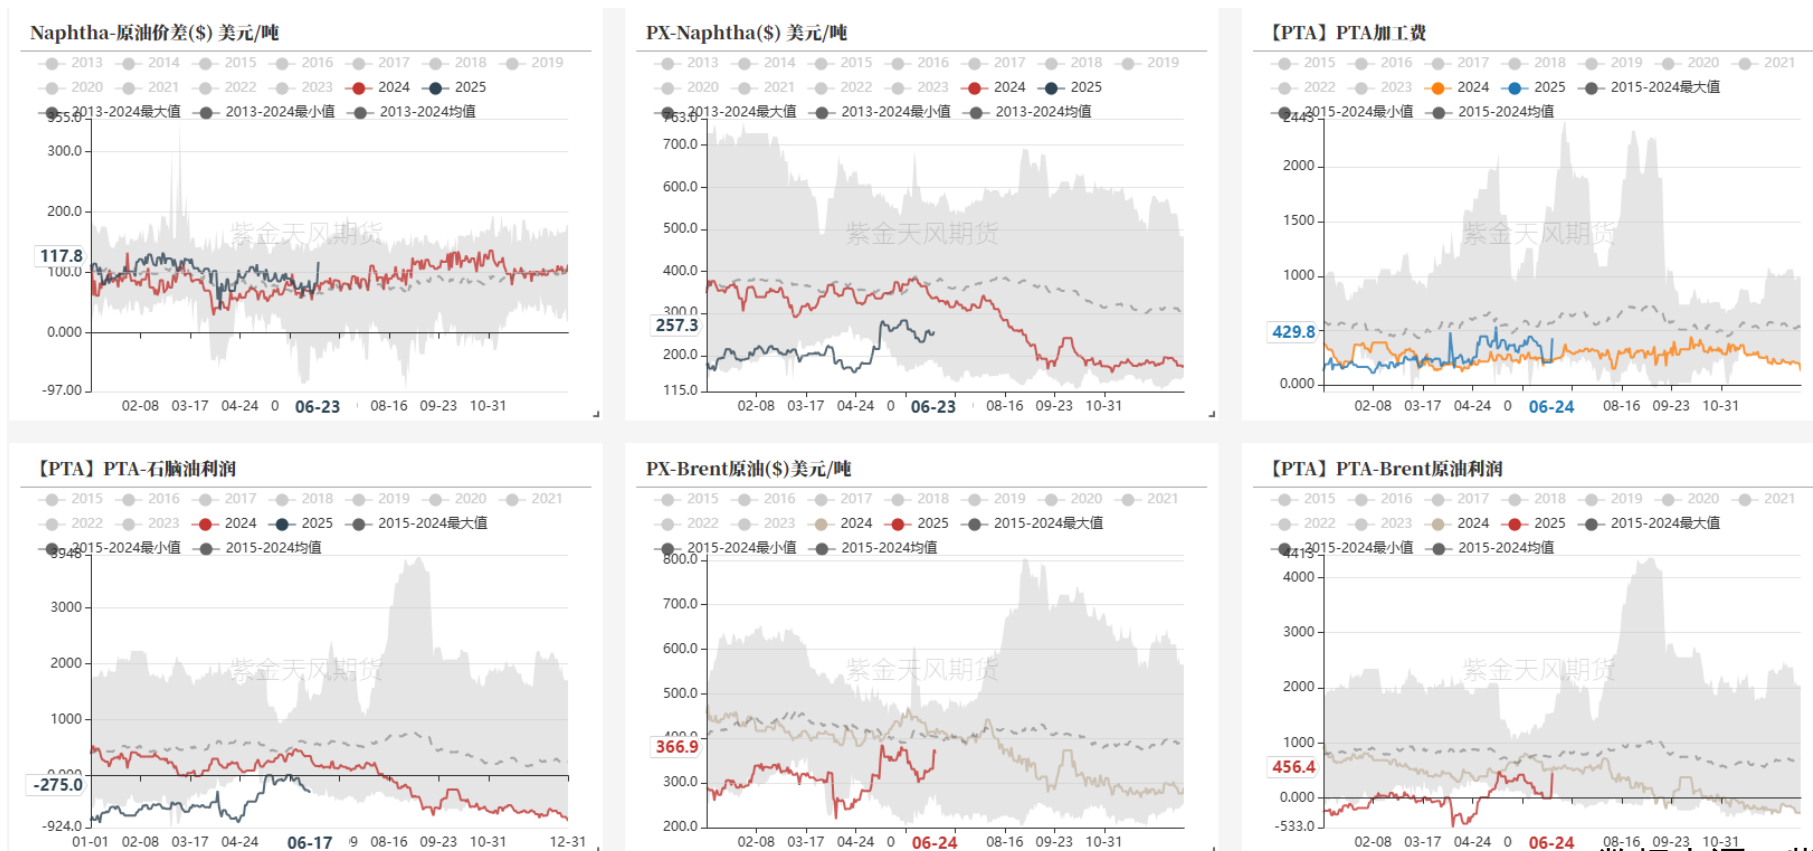 Naphtha-原油价差($) 美元/吨
2013 2014 2015 2016 2017 2018 2019
2020 2021 2022 2023 2024 2025
2013-2024最大值 2013-2024最小值 2013-2024均值
355.0
300.0
200.0
117.8
100.0
0.000
-97.00
紫金天风期货
02-08 03-17 04-24 0 06-23 08-16 09-23 10-31
PX-Naphtha($) 美元/吨
2013 2014 2015 2016 2017 2018 2019
2020 2021 2022 2023 2024 2025
2013-2024最大值 2013-2024最小值 2013-2024均值
763.0
700.0
600.0
500.0
400.0
300.0
257.3
200.0
115.0
紫金天风期货
02-08 03-17 04-24 0 06-23 08-16 09-23 10-31
【PTA】PTA加工费
2015 2016 2017 2018 2019 2020 2021
2022 2023 2024 2025 2015-2024最大值
2015-2024最小值 2015-2024均值
2443
2000
1500
1000
429.8
0.000
紫金天风期货
02-08 03-17 04-24 0 06-24 08-16 09-23 10-31
【PTA】PTA-石脑油利润
2015 2016 2017 2018 2019 2020 2021
2022 2023 2024 2025 2015-2024最大值
2015-2024最小值 2015-2024均值
3948
3000
2000
1000
0.000
-275.0
-924.0
紫金天风期货
01-01 02-08 03-17 04-24 06-17 9 08-16 09-23 10-31 12-31
PX-Brent原油($)美元/吨
2015 2016 2017 2018 2019 2020 2021
2022 2023 2024 2025 2015-2024最大值
2015-2024最小值 2015-2024均值
800.0
700.0
600.0
500.0
400.0
366.9
300.0
200.0
紫金天风期货
02-08 03-17 04-24 0 06-24 08-16 09-23 10-31
【PTA】PTA-Brent原油利润
2015 2016 2017 2018 2019 2020 2021
2022 2023 2024 2025 2015-2024最大值
2015-2024最小值 2015-2024均值
4413
4000
3000
2000
1000
456.4
0.000
-533.0
紫金天风期货
02-08 03-17 04-24 0 06-24 08-16 09-23 10-31